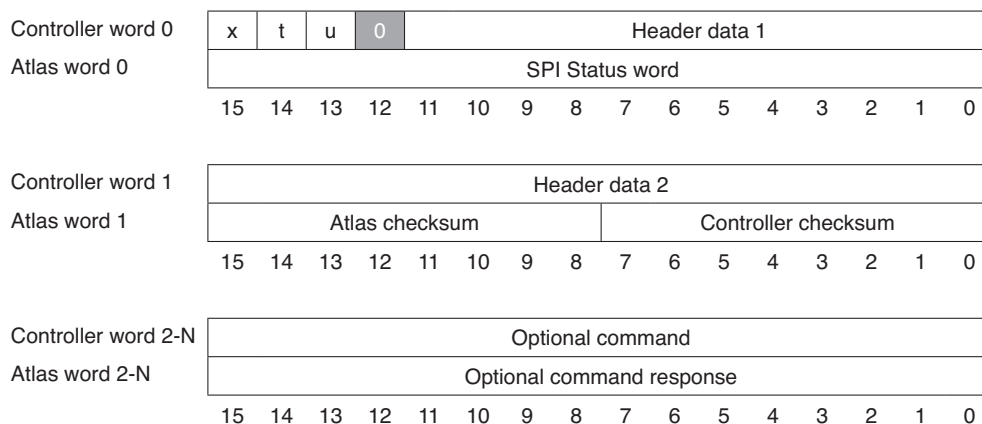 Controller word 0 x t u 0 Header data 1
Atlas word 0 SPI Status word
15 14 13 12 11 10 9 8 7 6 5 4 3 2 1 0
Controller word 1 Header data 2
Atlas word 1 Atlas checksum Controller checksum
15 14 13 12 11 10 9 8 7 6 5 4 3 2 1 0
Controller word 2-N Optional command
Atlas word 2-N Optional command response
15 14 13 12 11 10 9 8 7 6 5 4 3 2 1 0